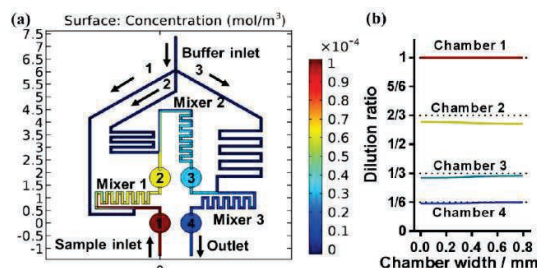 (a)
Surface: Concentration (mol/m³)
7.5
7
6.5
6
5.5
5
4.5
4
3.5
3
2.5
2
1.5
1
0.5
0
-0.5
-1
Buffer inlet
1
2
3
Mixer 2
Mixer 1
Mixer 3
2
3
1
4
Sample inlet
Outlet
0
×10⁻⁴
1
0.9
0.8
0.7
0.6
0.5
0.4
0.3
0.2
0.1
0
(b)
Dilution ratio
1
5/6
2/3
1/2
1/3
1/6
Chamber 1
Chamber 2
Chamber 3
Chamber 4
0.0 0.2 0.4 0.6 0.8
Chamber width / mm